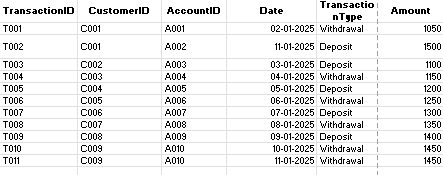 TransactionID CustomerID AccountID Date Transactio nType Amount
T001 C001 A001 02-01-2025 Withdrawal 1050
T002 C001 A002 11-01-2025 Deposit 1500
T003 C002 A003 03-01-2025 Deposit 1100
T004 C003 A004 04-01-2025 Withdrawal 1150
T005 C004 A005 05-01-2025 Deposit 1200
T006 C005 A006 06-01-2025 Withdrawal 1250
T007 C006 A007 07-01-2025 Deposit 1300
T008 C007 A008 08-01-2025 Withdrawal 1350
T009 C008 A009 09-01-2025 Deposit 1400
T010 C009 A010 10-01-2025 Withdrawal 1450
T011 C009 A010 11-01-2025 Withdrawal 1450